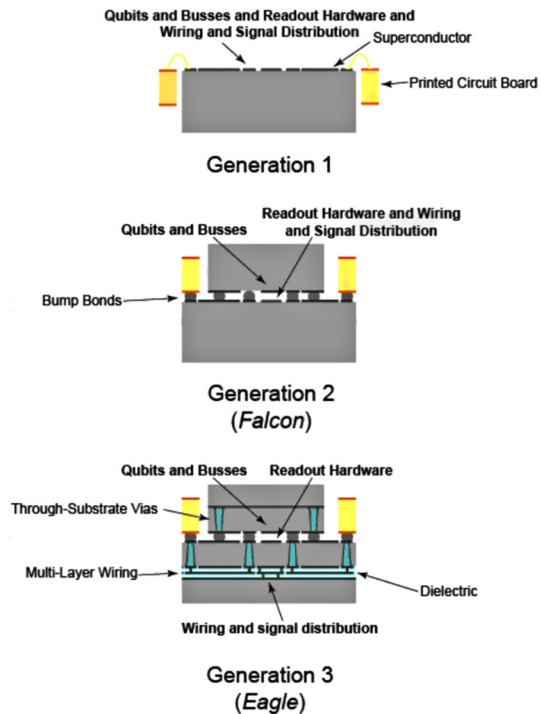 Qubits and Busses and Readout Hardware and
Wiring and Signal Distribution
Superconductor
Printed Circuit Board
Generation 1
Readout Hardware and Wiring
and Signal Distribution
Qubits and Busses
Bump Bonds
Generation 2
(Falcon)
Qubits and Busses
Readout Hardware
Through-Substrate Vias
Multi-Layer Wiring
Dielectric
Wiring and signal distribution
Generation 3
(Eagle)